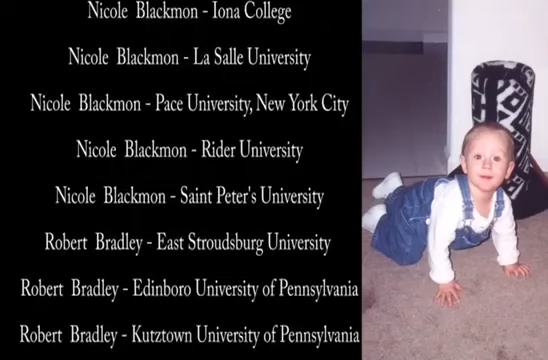 Nicole Blackmon - Iona College
Nicole Blackmon - La Salle University
Nicole Blackmon - Pace University, New York City
Nicole Blackmon - Rider University
Nicole Blackmon - Saint Peter's University
Robert Bradley - East Stroudsburg University
Robert Bradley - Edinboro University of Pennsylvania
Robert Bradley - Kutztown University of Pennsylvania